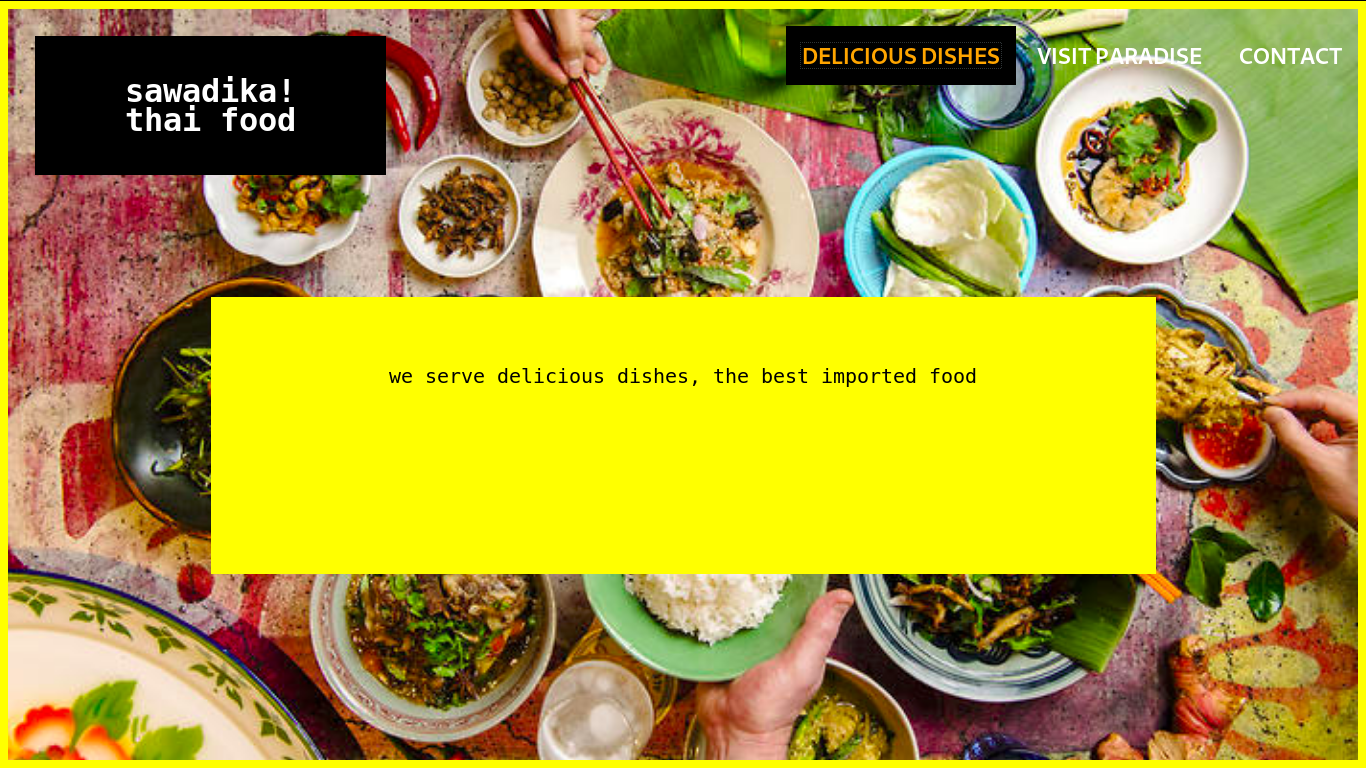 sawadika!
thai food
DELICIOUS DISHES
VISIT PARADISE
CONTACT
we serve delicious dishes, the best imported food